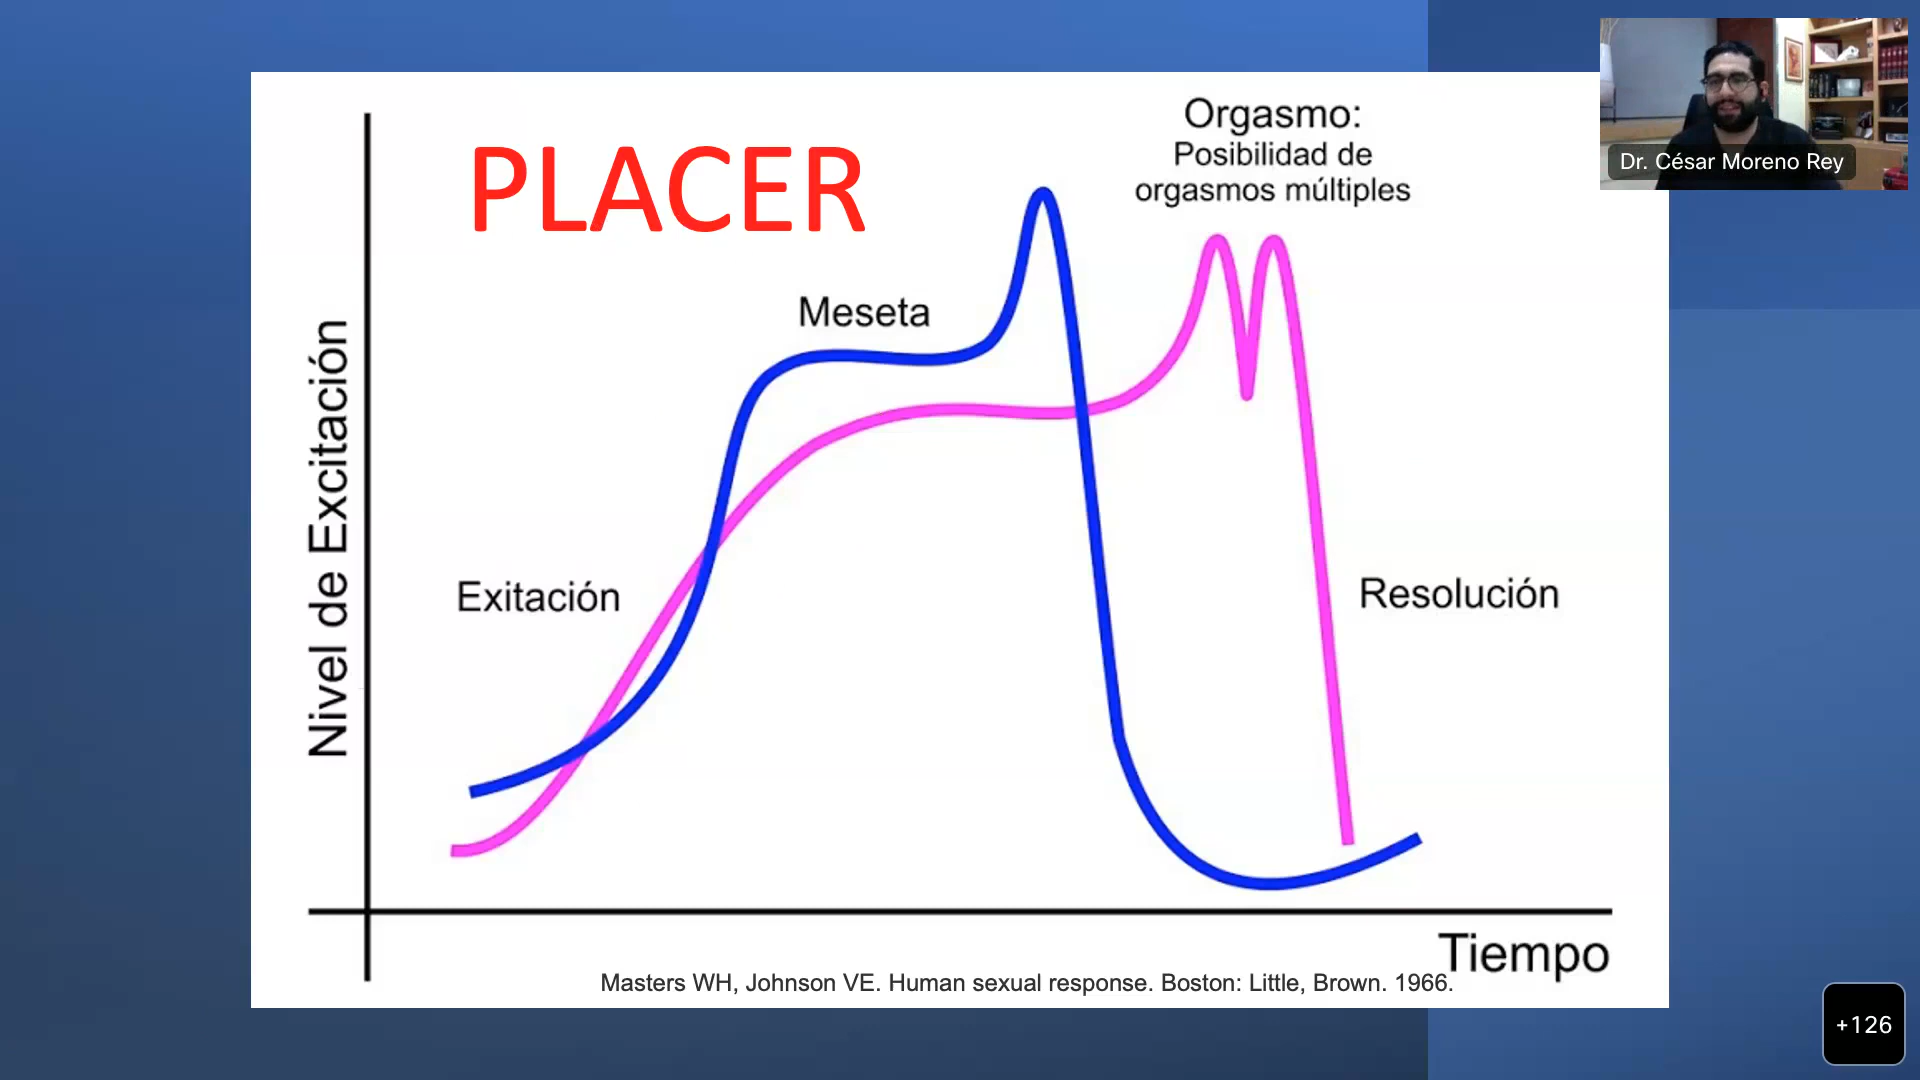 PLACER
Orgasmo:
Posibilidad de
orgasmos múltiples
Dr. César Moreno Rey
Meseta
Nivel de Excitación
Exitación
Resolución
Tiempo
Masters WH, Johnson VE. Human sexual response. Boston: Little, Brown. 1966.
+126